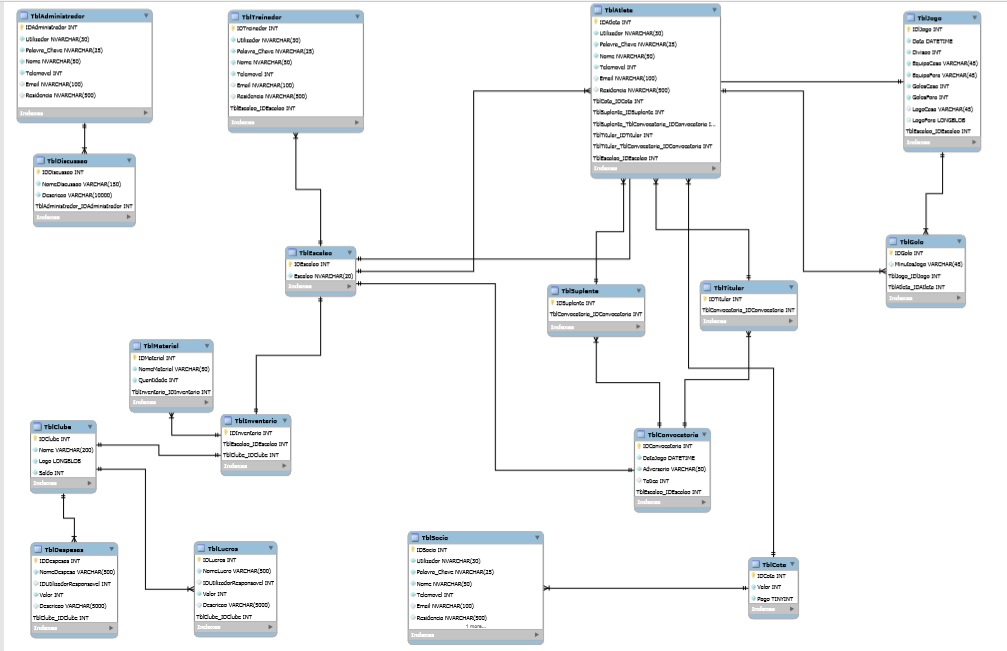 TblAdministrador
IDAdministrador INT
Utilizador NVARCHAR(50)
Palavra_Chave NVARCHAR(25)
Nome NVARCHAR(50)
Telemovel INT
Email NVARCHAR(100)
Residencia NVARCHAR(500)
Indexes
TblTreinador
IDTreinador INT
Utilizador NVARCHAR(50)
Palavra_Chave NVARCHAR(25)
Nome NVARCHAR(50)
Telemovel INT
Email NVARCHAR(100)
Residencia NVARCHAR(500)
TblEscalao_IDEscalao INT
Indexes
TblAtleta
IDAtleta INT
Utilizador NVARCHAR(50)
Palavra_Chave NVARCHAR(25)
Nome NVARCHAR(50)
Telemovel INT
Email NVARCHAR(100)
Residencia NVARCHAR(500)
TblCota_IDCota INT
TblSuplente_IDSuplente INT
TblSuplente_TblConvocatoria_IDConvocatoria I...
TblTitular_IDTitular INT
TblTitular_TblConvocatoria_IDConvocatoria INT
TblEscalao_IDEscalao INT
TblJogo
IDJogo INT
Data DATETIME
Divisao INT
EquipaCasa VARCHAR(45)
EquipaFora VARCHAR(45)
GolosCasa INT
GolosFora INT
LogoCasa VARCHAR(45)
LogoFora LONGBLOB
TblEscalao_IDEscalao INT
Indexes
TblDiscussao
IDDiscussao INT
NomeDiscussao VARCHAR(150)
Descricao VARCHAR(10000)
TblAdministrador_IDAdministrador INT
Indexes
TblEscalao
IDEscalao INT
Escalao NVARCHAR(20)
Indexes
TblGolo
IDGolo INT
MinutoJogo VARCHAR(45)
TblJogo_IDJogo INT
TblAtleta_IDAtleta INT
Indexes
TblSuplente
IDSuplente INT
TblConvocatoria_IDConvocatoria INT
Indexes
TblTitular
IDTitular INT
TblConvocatoria_IDConvocatoria INT
Indexes
TblMaterial
IDMaterial INT
NomeMaterial VARCHAR(50)
Quantidade INT
TblInventario_IDInventario INT
Indexes
TblClube
IDClube INT
Nome VARCHAR(200)
Logo LONGBLOB
Saldo INT
Indexes
TblInventario
IDInventario INT
TblEscalao_IDEscalao INT
TblClube_IDClube INT
Indexes
TblConvocatoria
IDConvocatoria INT
DataJogo DATETIME
Adversario VARCHAR(50)
TblEscalao_IDEscalao INT
Indexes
TblDespesas
IDDespesas INT
NomeDespesa VARCHAR(500)
IDUtilizadorResponsavel INT
Valor INT
Descricao VARCHAR(5000)
TblClube_IDClube INT
Indexes
TblLucros
IDLucros INT
NomeLucro VARCHAR(500)
IDUtilizadorResponsavel INT
Valor INT
Descricao VARCHAR(5000)
TblClube_IDClube INT
Indexes
TblSocio
IDSocio INT
Utilizador NVARCHAR(50)
Palavra_Chave NVARCHAR(25)
Nome NVARCHAR(50)
Telemovel INT
Email NVARCHAR(100)
Residencia NVARCHAR(500)
1 more...
Indexes
TblCota
IDCota INT
Valor INT
Pago TINYINT
Indexes